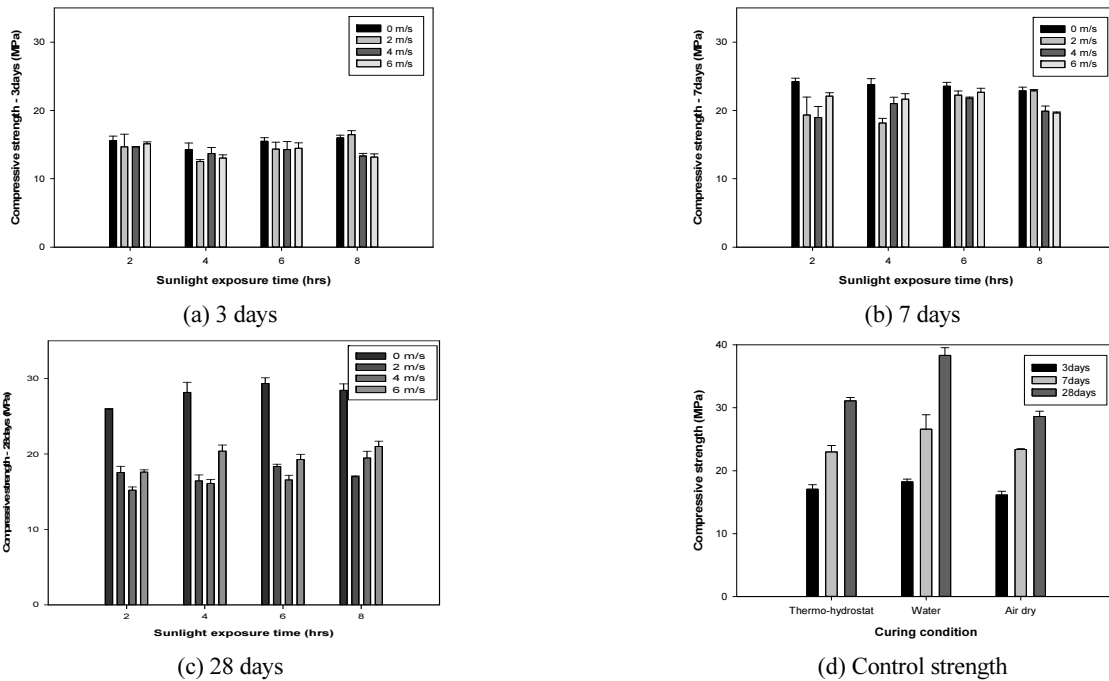 Compressive strength - 3days (MPa)
30
20
10
0
0 m/s
2 m/s
4 m/s
6 m/s
2 4 6 8
Sunlight exposure time (hrs)
(a) 3 days
Compressive strength - 7days (MPa)
30
20
10
0
0 m/s
2 m/s
4 m/s
6 m/s
2 4 6 8
Sunlight exposure time (hrs)
(b) 7 days
Compressive strength - 28days (MPa)
30
20
10
0
0 m/s
2 m/s
4 m/s
6 m/s
2 4 6 8
Sunlight exposure time (hrs)
(c) 28 days
Compressive strength (MPa)
40
30
20
10
0
3days
7days
28days
Thermo-hydrostat Water Air dry
Curing condition
(d) Control strength